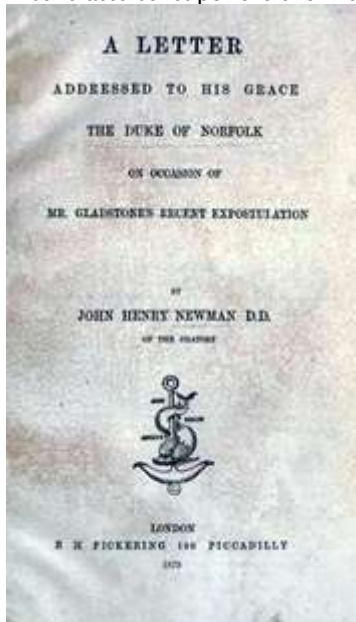 A LETTER
ADDRESSED TO HIS GRACE
THE DUKE OF NORFOLK
ON OCCASION OF
MR. GLADSTONE'S RECENT EXPOSTULATION
BY
JOHN HENRY NEWMAN D.D.
OF THE ORATORY
LONDON
B M PICKERING 196 PICCADILLY